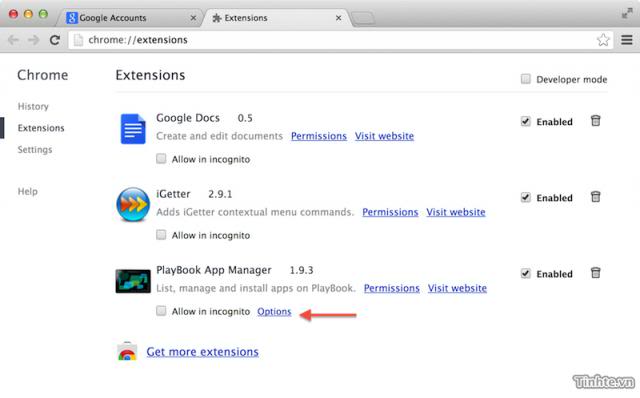 Google Accounts
Extensions
chrome://extensions
Chrome
Extensions
Developer mode
History
Extensions
Settings
Help
Google Docs 0.5
Enabled
Create and edit documents Permissions Visit website
Allow in incognito
iGetter 2.9.1
Enabled
Adds iGetter contextual menu commands. Permissions Visit website
Allow in incognito
PlayBook App Manager 1.9.3
Enabled
List, manage and install apps on PlayBook. Permissions Visit website
Allow in incognito Options
Get more extensions
Tinhte.vn